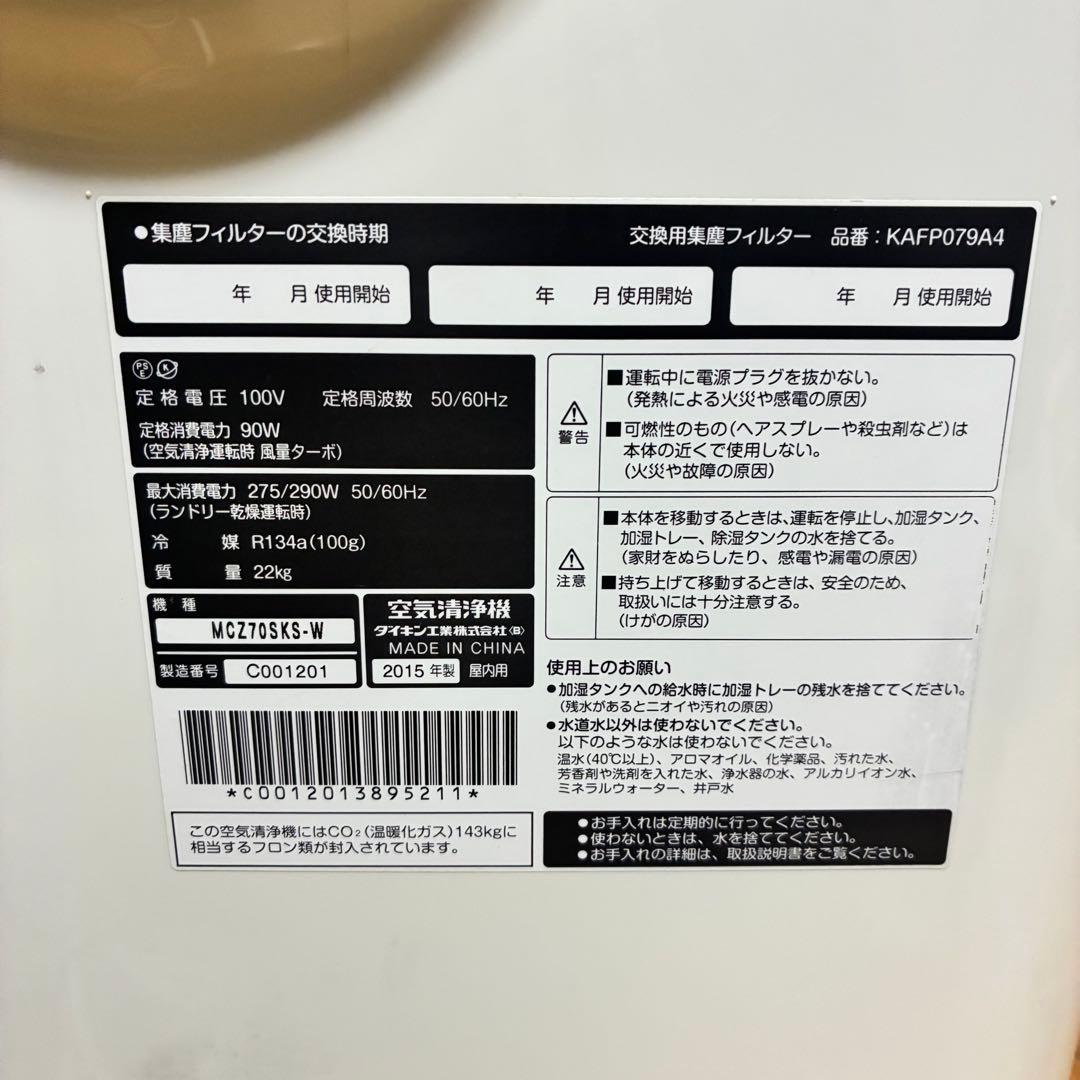 ●集塵フィルターの交換時期
交換用集塵フィルター 品番：KAFP079A4
年 月 使用開始
年 月 使用開始
年 月 使用開始
PS E K
定格電圧 100V 定格周波数 50/60Hz
定格消費電力 90W
(空気清浄運転時 風量ターボ)
最大消費電力 275/290W 50/60Hz
(ランドリー乾燥運転時)
冷 媒 R134a(100g)
質 量 22kg
機種
MCZ70SKS-W
製造番号 C001201
空気清浄機
ダイキン工業株式会社〈B〉
MADE IN CHINA
2015 年製 屋内用
*C0012013895211*
この空気清浄機にはCO2(温暖化ガス)143kgに
相当するフロン類が封入されています。
警告
■運転中に電源プラグを抜かない。
(発熱による火災や感電の原因)
■可燃性のもの(ヘアスプレーや殺虫剤など)は
本体の近くで使用しない。
(火災や故障の原因)
注意
■本体を移動するときは、運転を停止し、加湿タンク、
加湿トレー、除湿タンクの水を捨てる。
(家財をぬらしたり、感電や漏電の原因)
■持ち上げて移動するときは、安全のため、
取扱いには十分注意する。
(けがの原因)
使用上のお願い
●加湿タンクへの給水時に加湿トレーの残水を捨ててください。
(残水があるとニオイや汚れの原因)
●水道水以外は使わないでください。
以下のような水は使わないでください。
温水(40℃以上)、アロマオイル、化学薬品、汚れた水、
芳香剤や洗剤を入れた水、浄水器の水、アルカリイオン水、
ミネラルウォーター、井戸水
●お手入れは定期的に行ってください。
●使わないときは、水を捨ててください。
●お手入れの詳細は、取扱説明書をご覧ください。